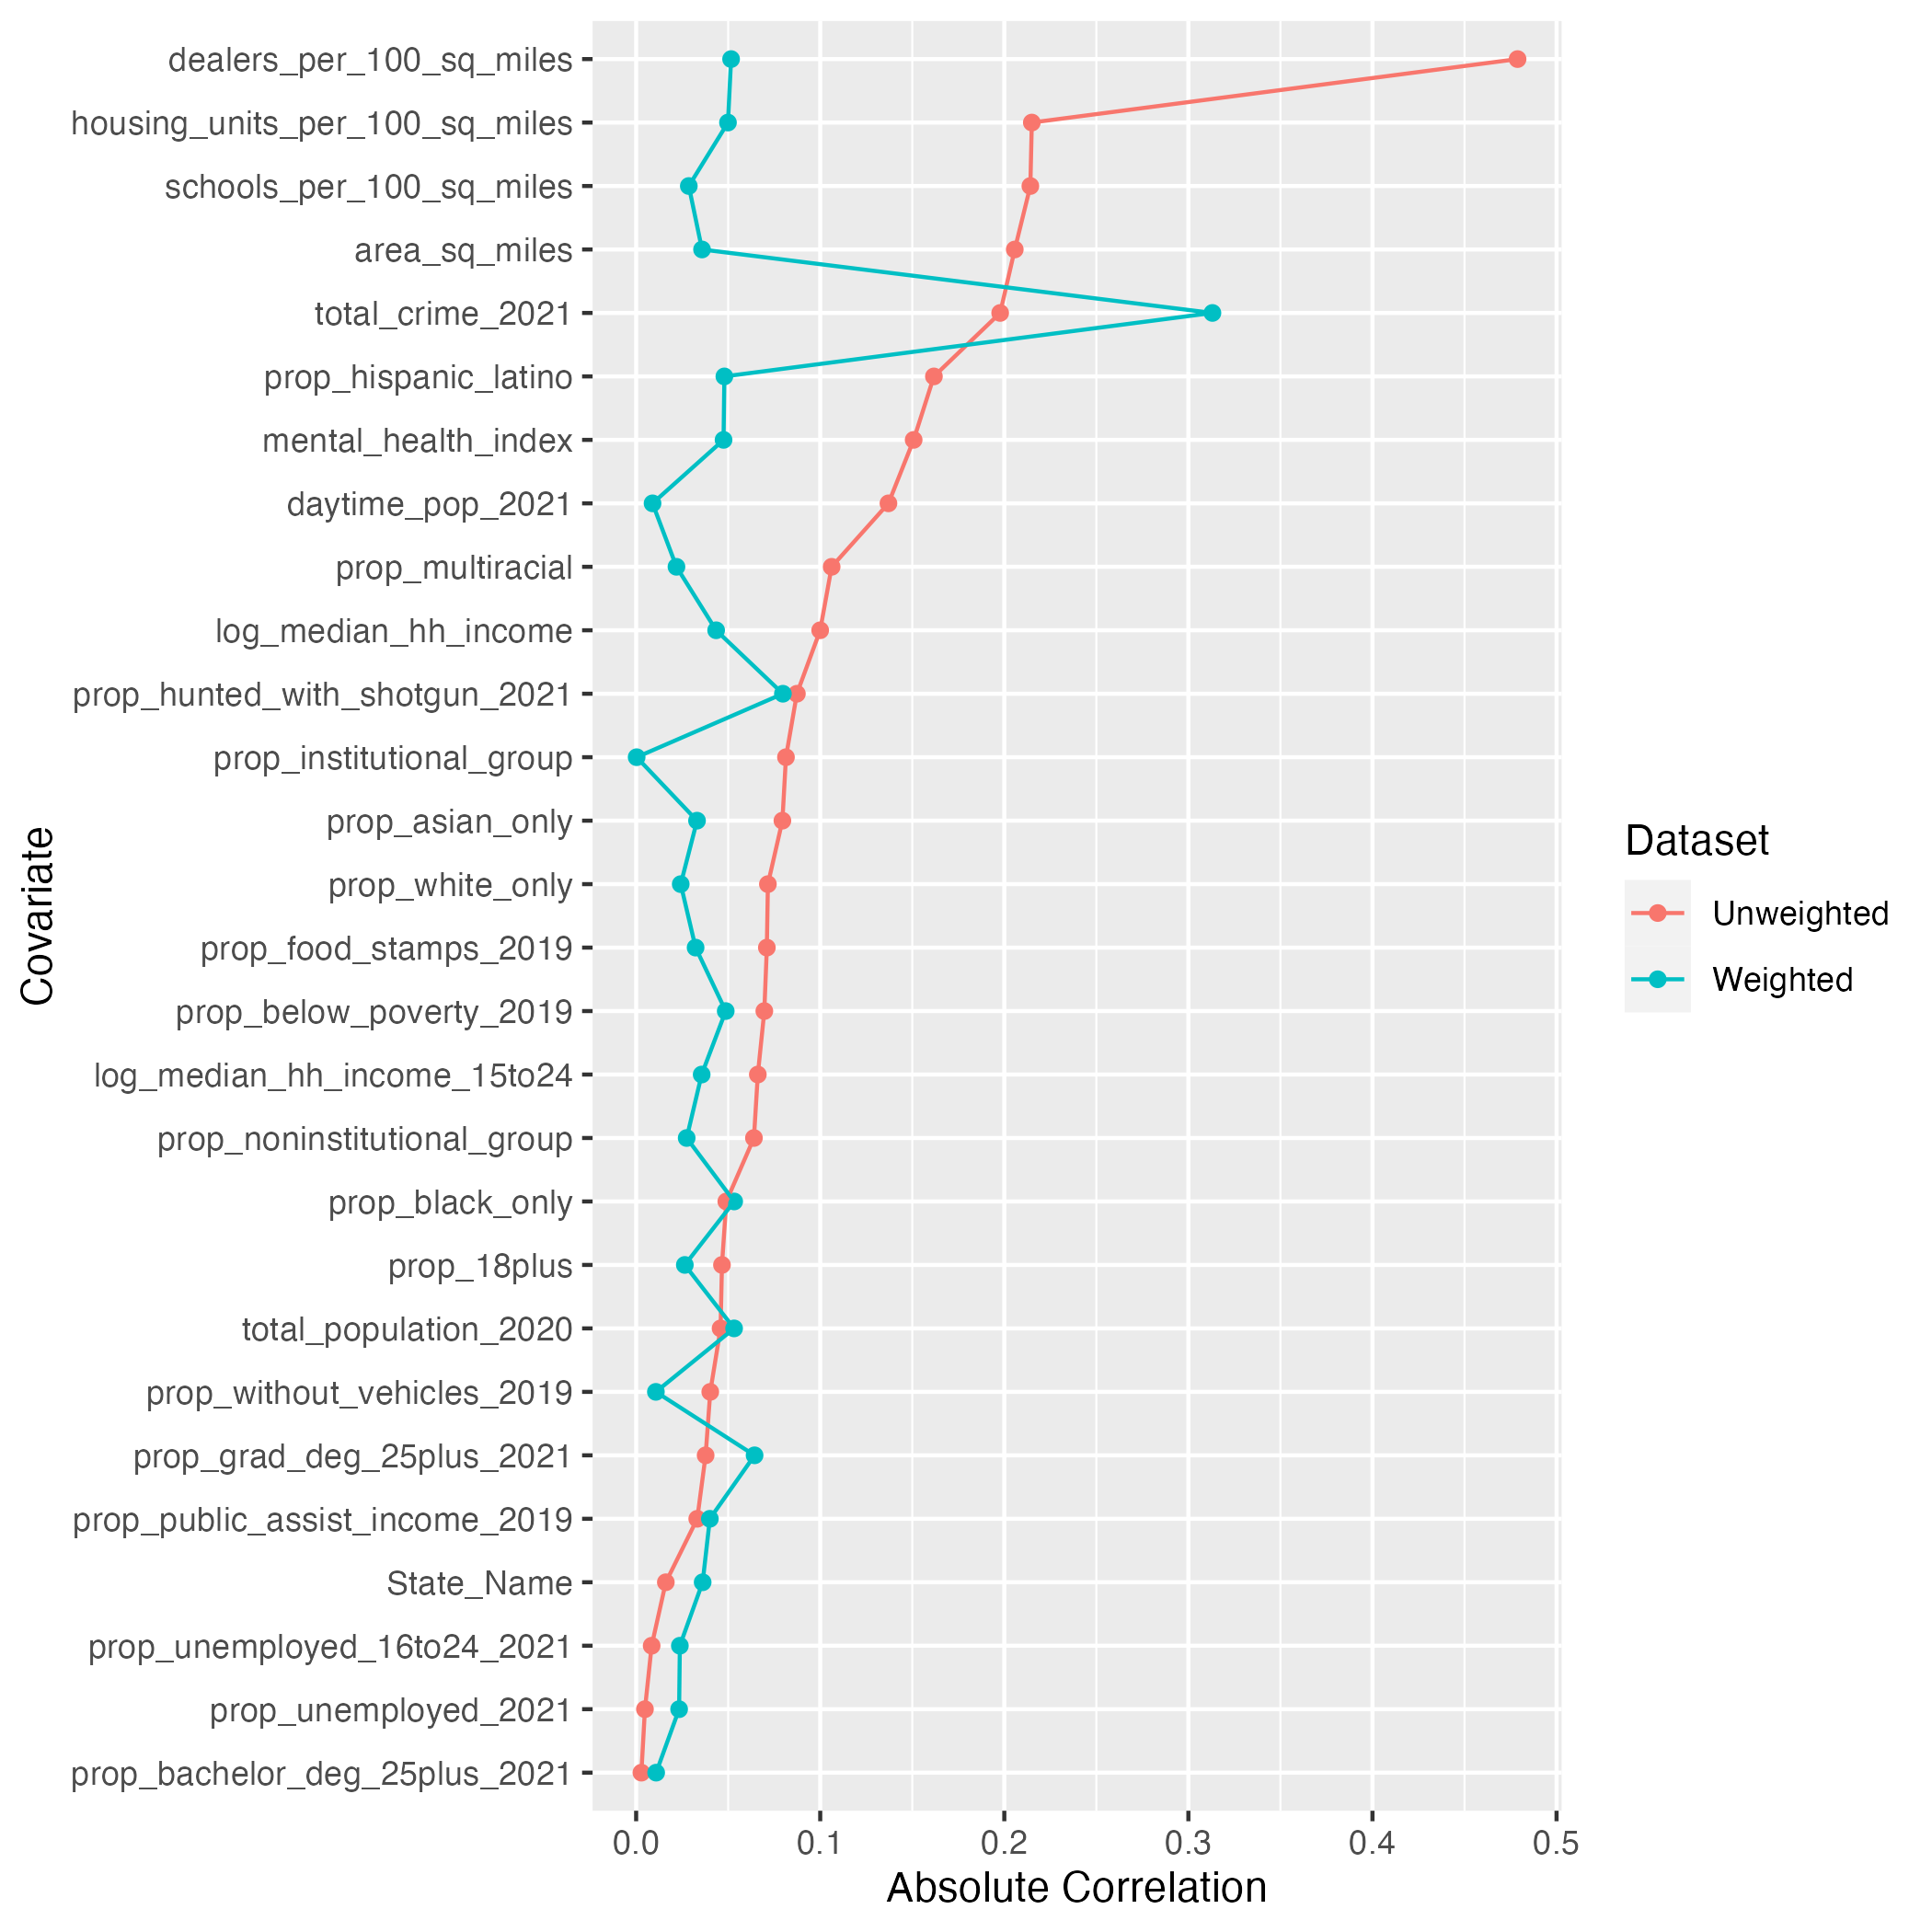 dealers_per_100_sq_miles
housing_units_per_100_sq_miles
schools_per_100_sq_miles
area_sq_miles
total_crime_2021
prop_hispanic_latino
mental_health_index
daytime_pop_2021
prop_multiracial
log_median_hh_income
prop_hunted_with_shotgun_2021
prop_institutional_group
prop_asian_only
prop_white_only
prop_food_stamps_2019
prop_below_poverty_2019
log_median_hh_income_15to24
prop_noninstitutional_group
prop_black_only
prop_18plus
total_population_2020
prop_without_vehicles_2019
prop_grad_deg_25plus_2021
prop_public_assist_income_2019
State_Name
prop_unemployed_16to24_2021
prop_unemployed_2021
prop_bachelor_deg_25plus_2021
Covariate
0.0 0.1 0.2 0.3 0.4 0.5
Absolute Correlation
Dataset
Unweighted
Weighted